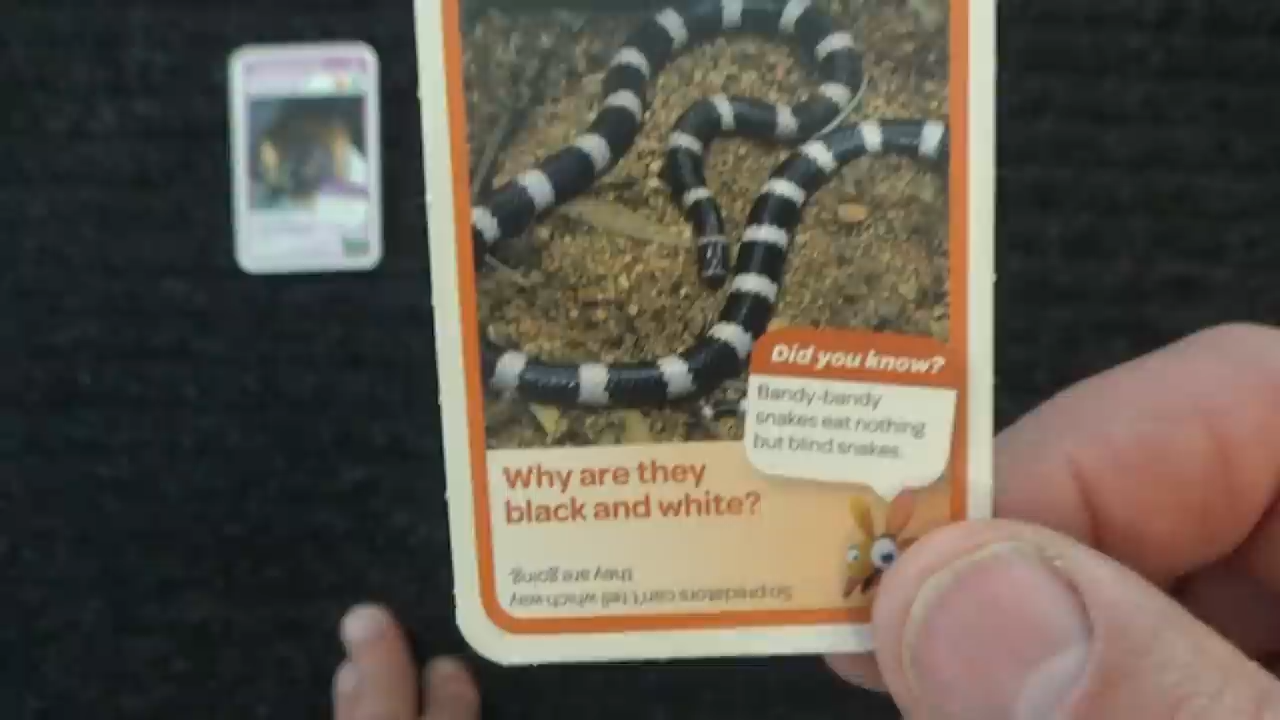 Did you know?
Bandy-bandy
snakes eat nothing
but blind snakes.
Why are they
black and white?
So predators can't tell which way
they are going.